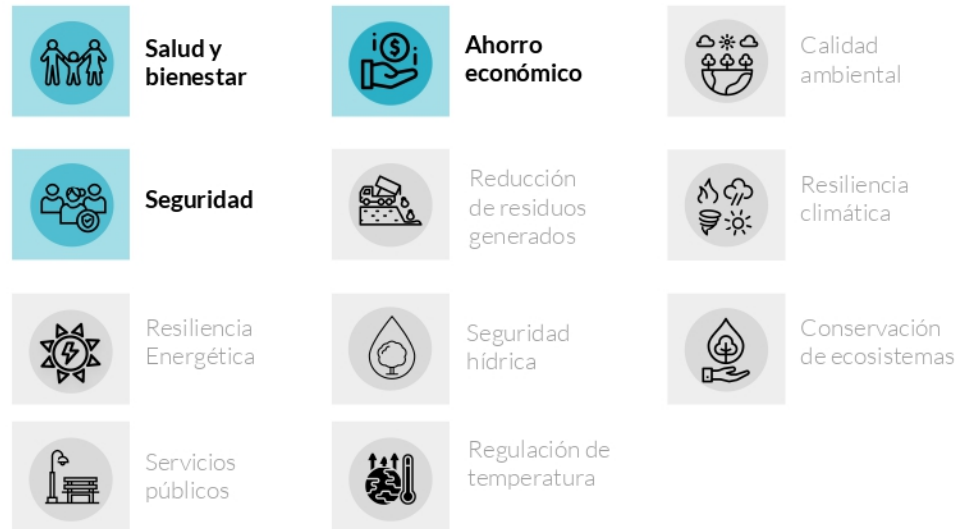 Salud y
bienestar
Ahorro
económico
Calidad
ambiental
Seguridad
Reducción
de residuos
generados
Resiliencia
climática
Resiliencia
Energética
Seguridad
hídrica
Conservación
de ecosistemas
Servicios
públicos
Regulación de
temperatura